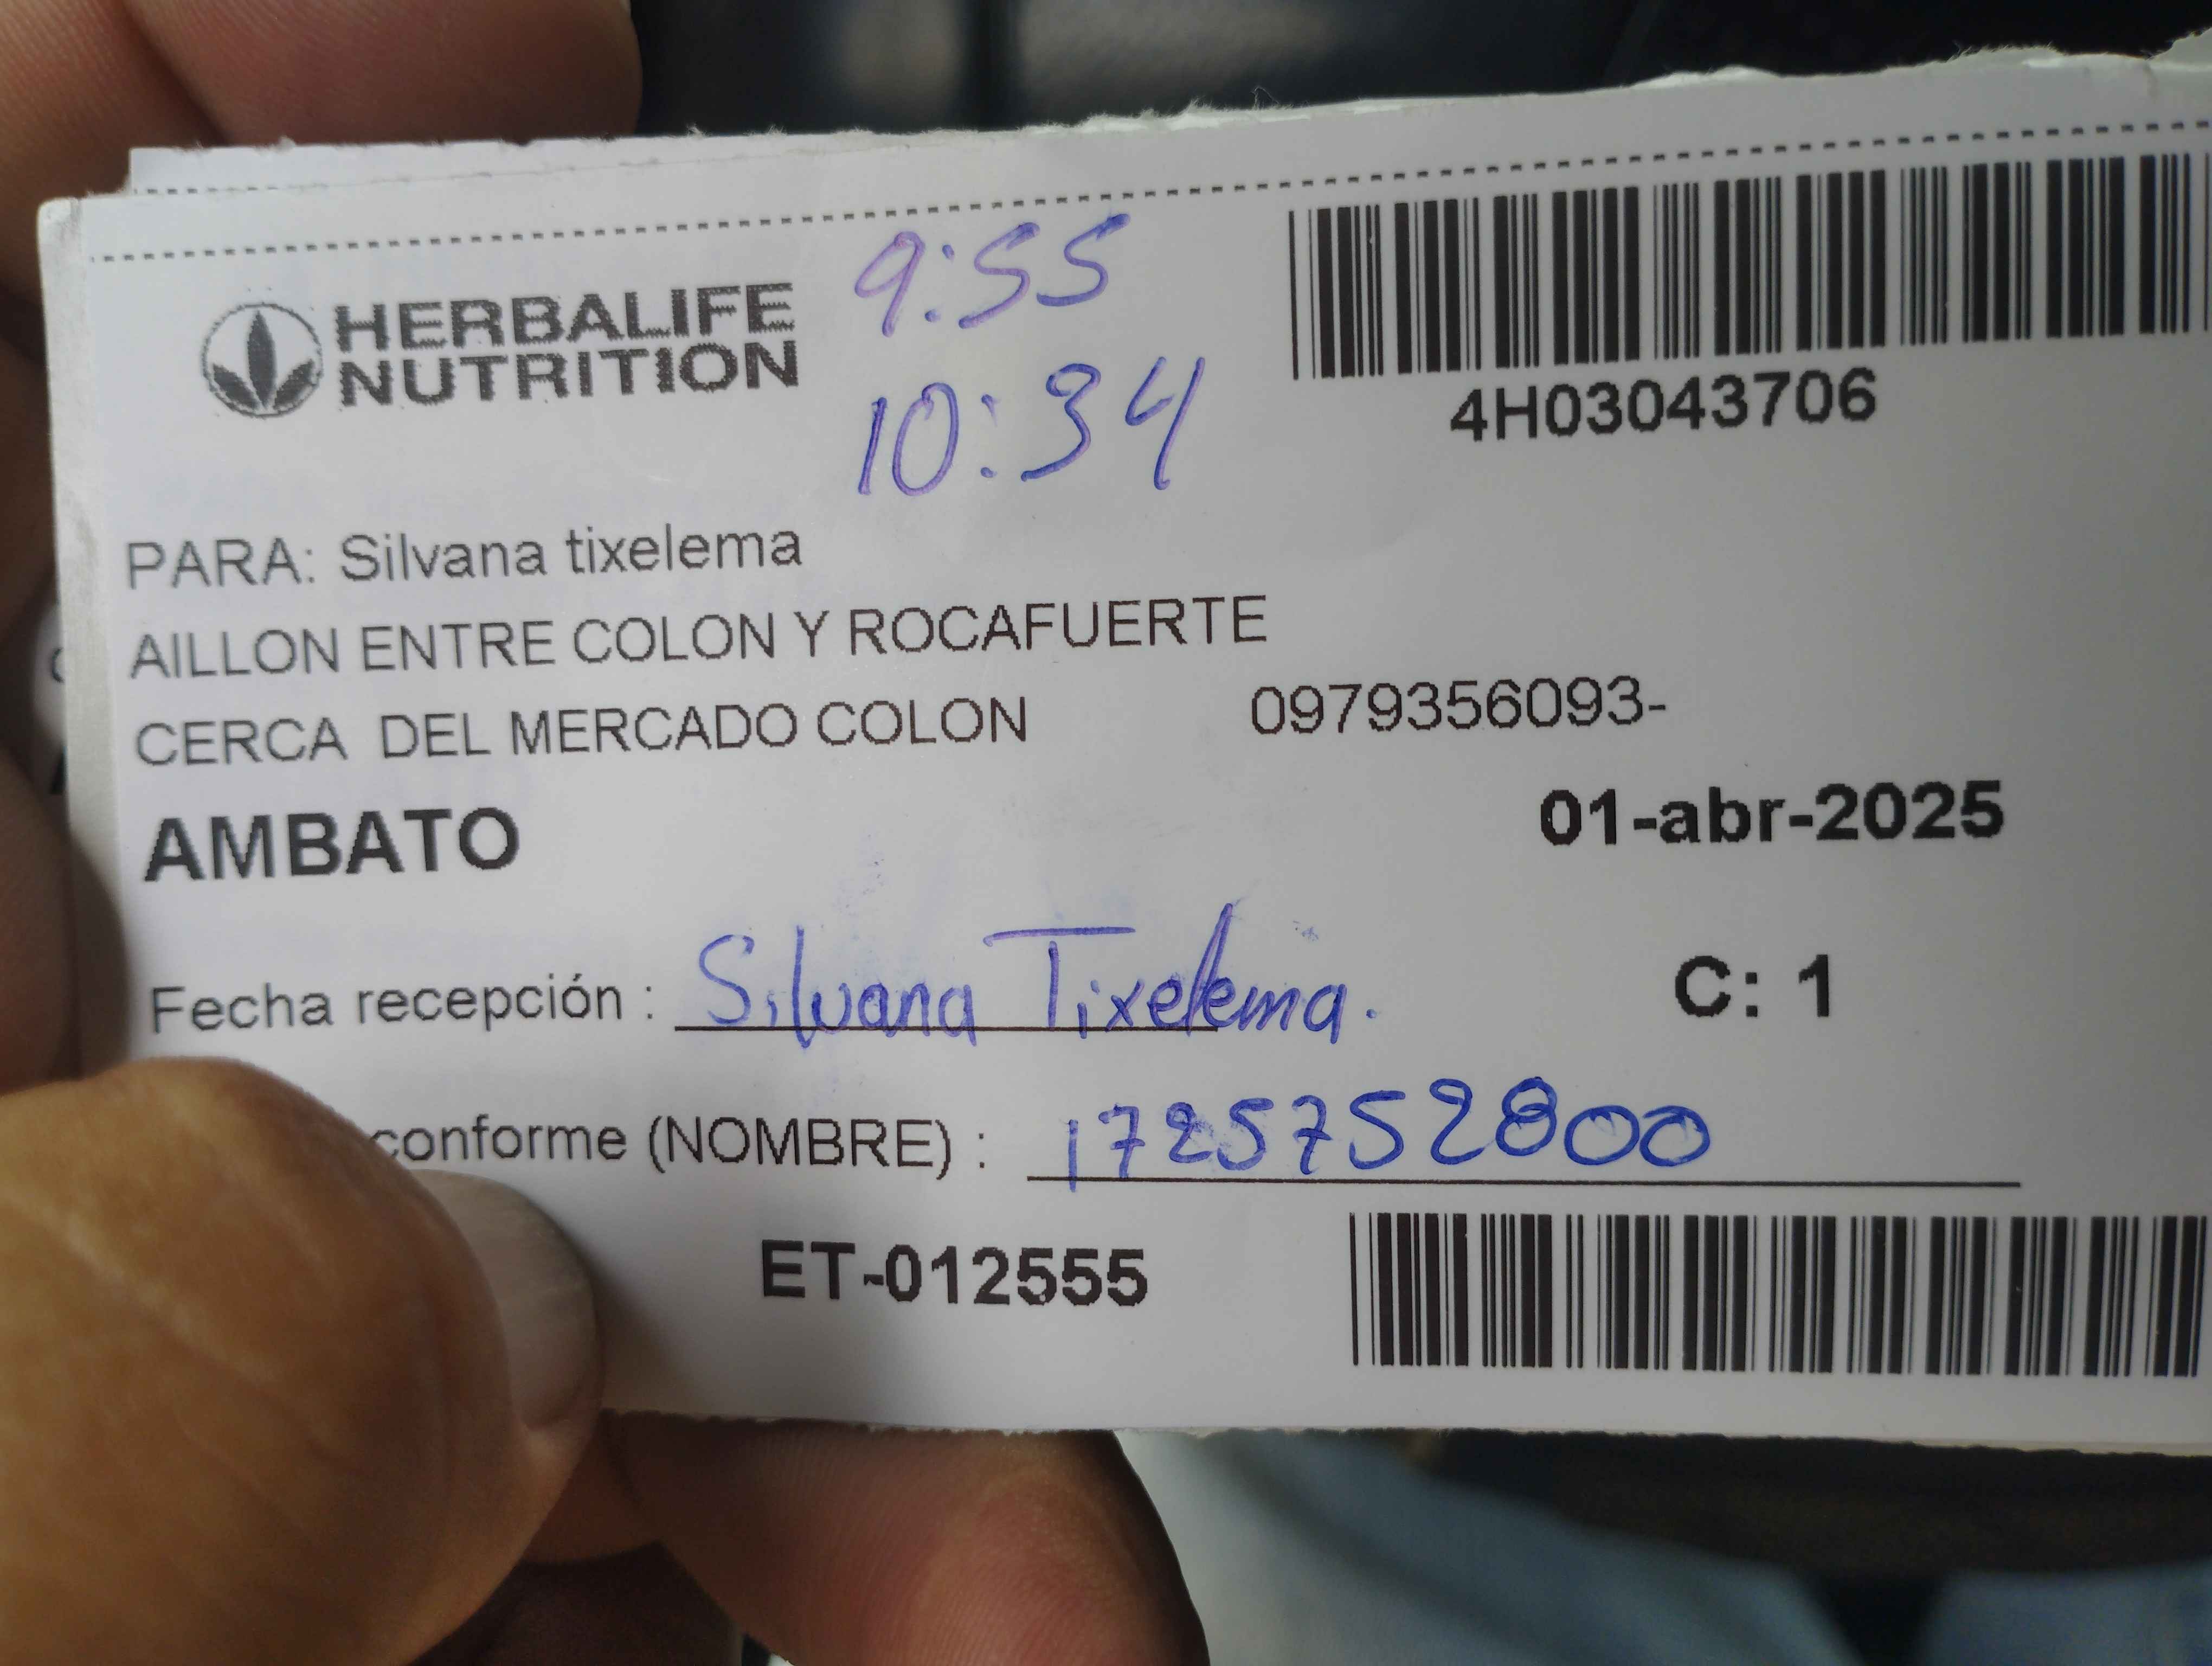 HERBALIFE
NUTRITION
9:55
10:34
4H03043706
PARA: Silvana tixelema
AILLON ENTRE COLON Y ROCAFUERTE
CERCA DEL MERCADO COLON 0979356093-
AMBATO
01-abr-2025
Fecha recepción : Silvana Tixelema.
C: 1
conforme (NOMBRE) : 1725752800
ET-012555